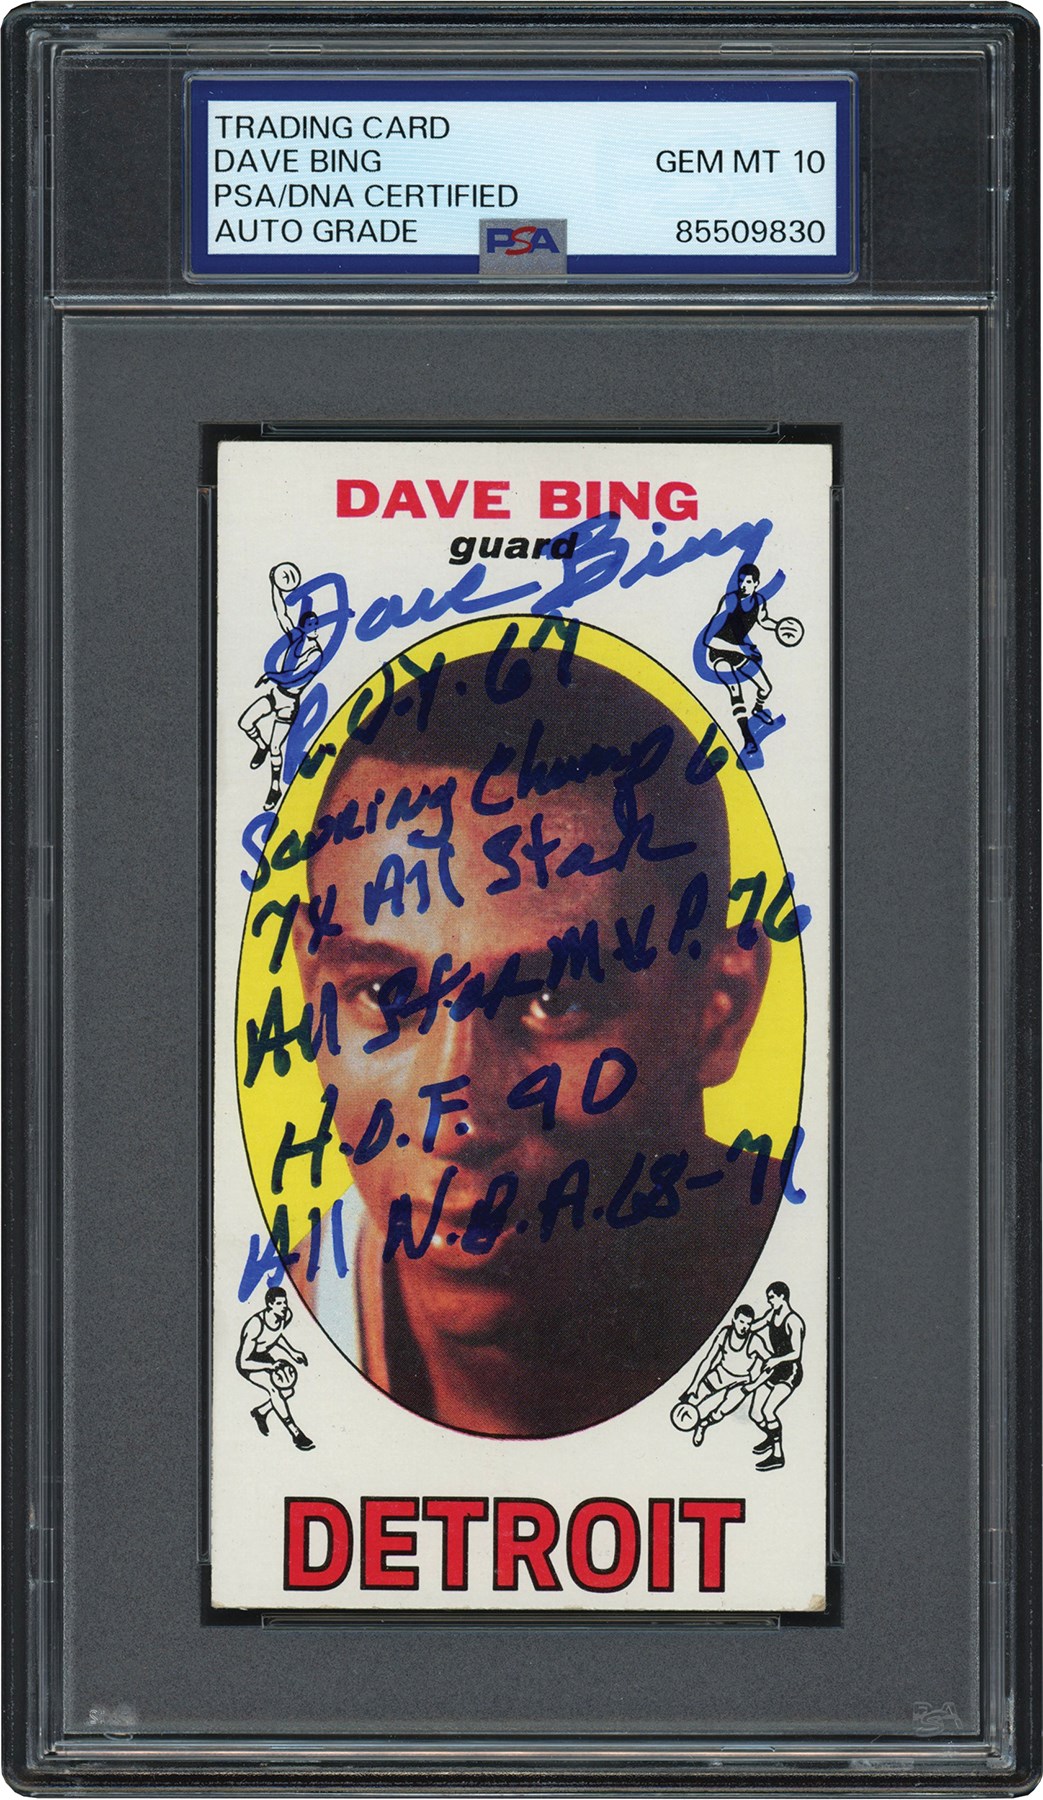 TRADING CARD
DAVE BING GEM MT 10
PSA/DNA CERTIFIED
AUTO GRADE PSA 85509830
DAVE BING
guard
Dave Bing
R.O.Y. 67
Scoring Champ 68
7X All Star
All Star M.V.P. 76
H.O.F. 90
All N.B.A. 68-71
DETROIT
PSA